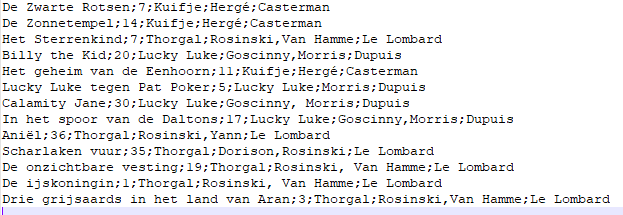 De Zwarte Rotsen;7;Kuifje;Hergé;Casterman
De Zonnetempel;14;Kuifje;Hergé;Casterman
Het Sterrenkind;7;Thorgal;Rosinski,Van Hamme;Le Lombard
Billy the Kid;20;Lucky Luke;Goscinny,Morris;Dupuis
Het geheim van de Eenhoorn;11;Kuifje;Hergé;Casterman
Lucky Luke tegen Pat Poker;5;Lucky Luke;Morris;Dupuis
Calamity Jane;30;Lucky Luke;Goscinny, Morris;Dupuis
In het spoor van de Daltons;17;Lucky Luke;Goscinny,Morris;Dupuis
Aniël;36;Thorgal;Rosinski,Yann;Le Lombard
Scharlaken vuur;35;Thorgal;Dorison,Rosinski;Le Lombard
De onzichtbare vesting;19;Thorgal;Rosinski, Van Hamme;Le Lombard
De ijskoningin;1;Thorgal;Rosinski, Van Hamme;Le Lombard
Drie grijsaards in het land van Aran;3;Thorgal;Rosinski,Van Hamme;Le Lombard